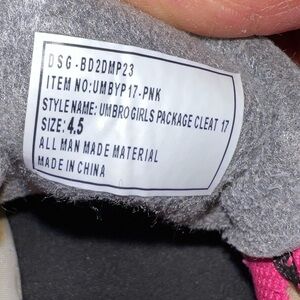 DSG-BD2DMP23
ITEM NO:UMBYP17-PNK
STYLE NAME: UMBRO GIRLS PACKAGE CLEAT 17
SIZE: 4.5
ALL MAN MADE MATERIAL
MADE IN CHINA